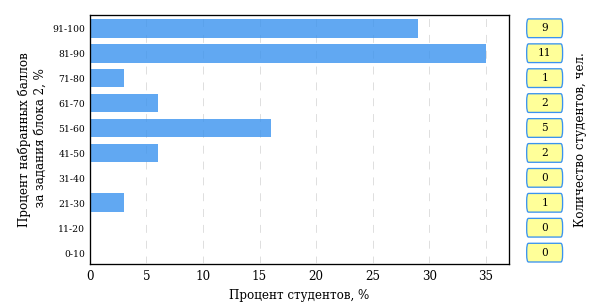 Процент набранных баллов
за задания блока 2, %
91-100 9
81-90 11
71-80 1
61-70 2
51-60 5
41-50 2
31-40 0
21-30 1
11-20 0
0-10 0
Количество студентов, чел.
0 5 10 15 20 25 30 35
Процент студентов, %